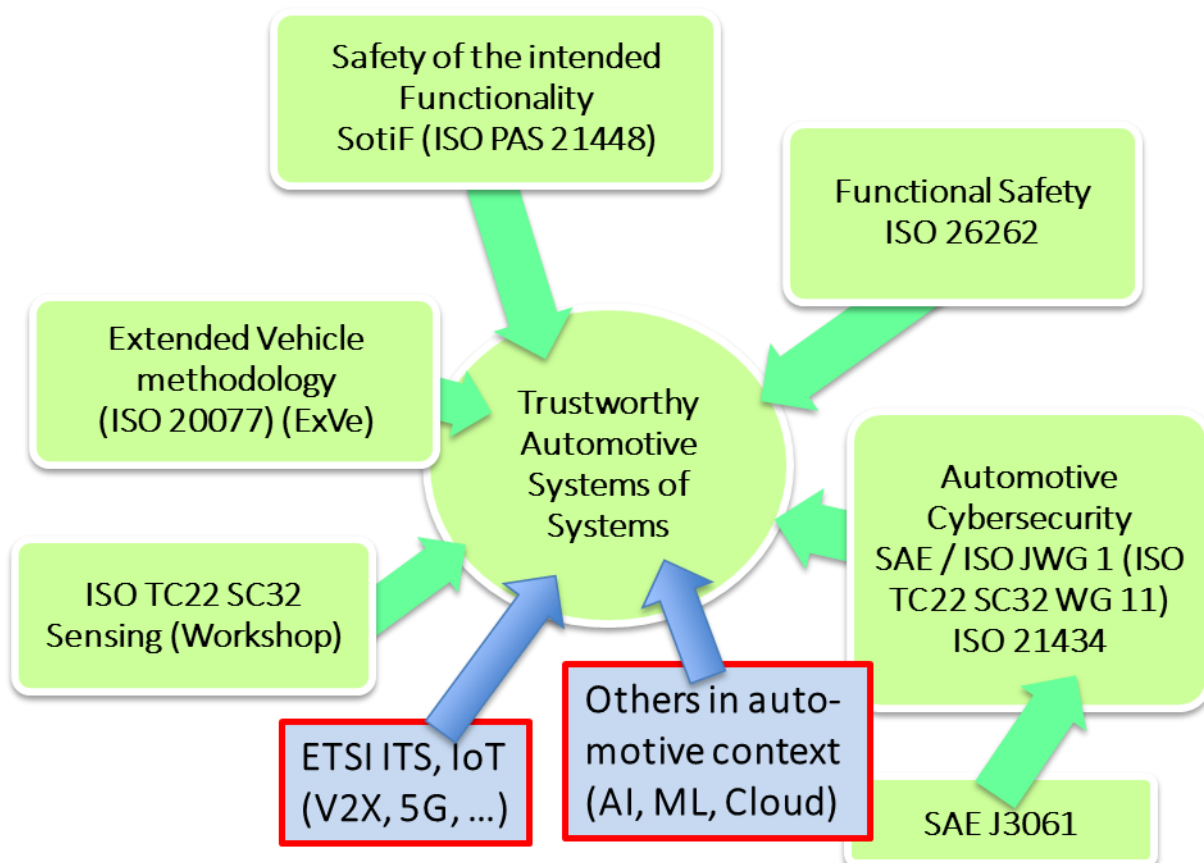 Safety of the intended
Functionality
SotiF (ISO PAS 21448)
Functional Safety
ISO 26262
Extended Vehicle
methodology
(ISO 20077) (ExVe)
Trustworthy
Automotive
Systems of
Systems
Automotive
Cybersecurity
SAE / ISO JWG 1 (ISO
TC22 SC32 WG 11)
ISO 21434
ISO TC22 SC32
Sensing (Workshop)
ETSI ITS, IoT
(V2X, 5G, ...)
Others in auto-
motive context
(AI, ML, Cloud)
SAE J3061